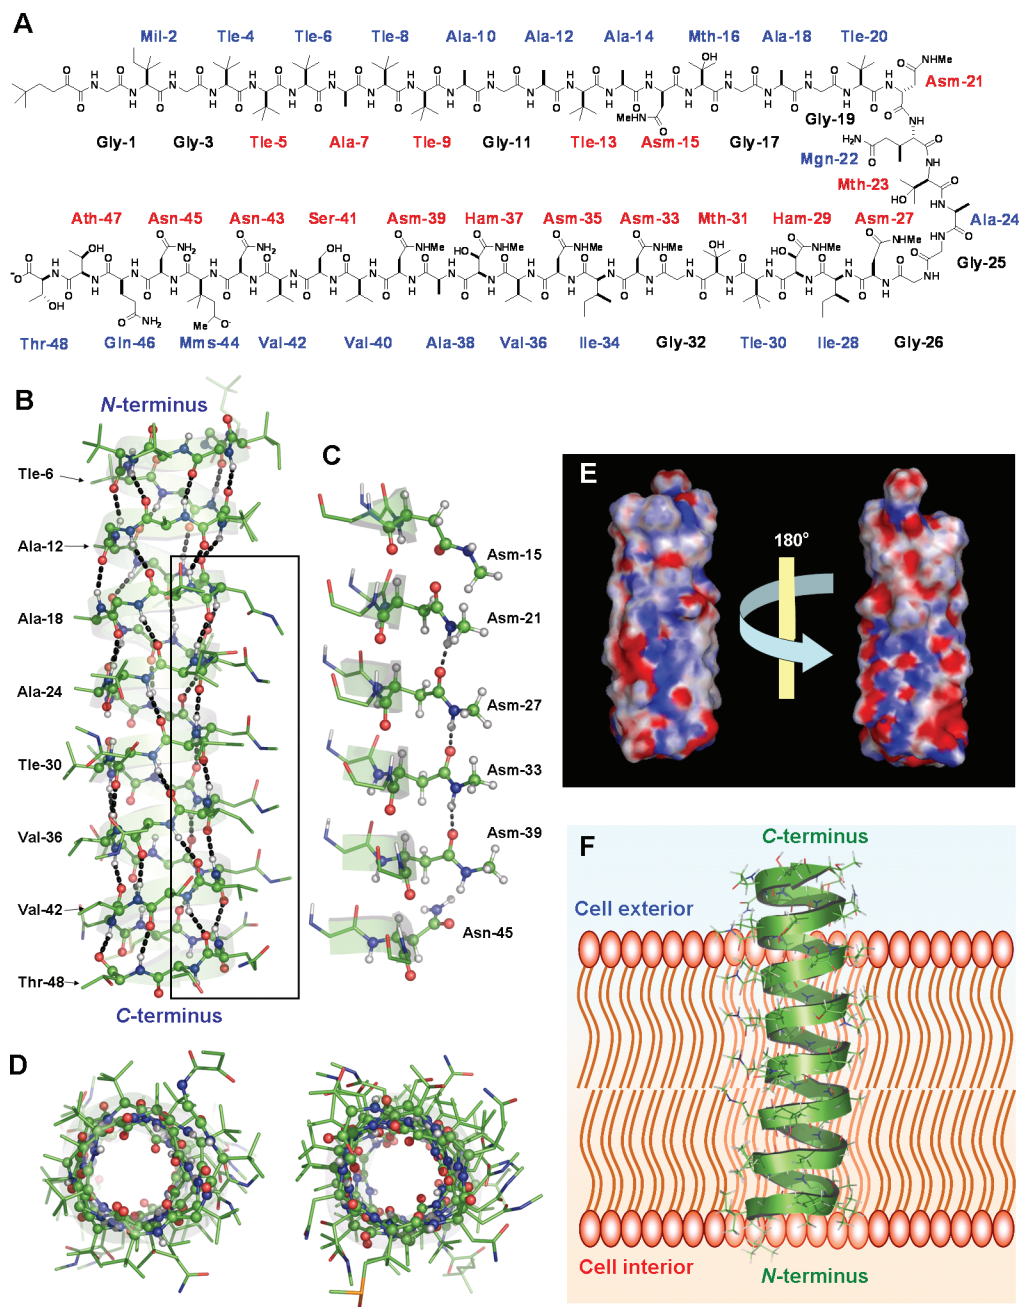 A
Mil-2 Tle-4 Tle-6 Tle-8 Ala-10 Ala-12 Ala-14 Mth-16 Ala-18 Tle-20
Gly-1 Gly-3 Tle-5 Ala-7 Tle-9 Gly-11 Tle-13 Asm-15 Gly-17 Gly-19 Asm-21
Mgn-22
Mth-23
Ala-24
Gly-25
Ath-47 Asn-45 Asn-43 Ser-41 Asm-39 Ham-37 Asm-35 Asm-33 Mth-31 Ham-29 Asm-27
Thr-48 Gln-46 Mms-44 Val-42 Val-40 Ala-38 Val-36 Ile-34 Gly-32 Tle-30 Ile-28 Gly-26
B
N-terminus
Tle-6
Ala-12
Ala-18
Ala-24
Tle-30
Val-36
Val-42
Thr-48
C-terminus
C
Asm-15
Asm-21
Asm-27
Asm-33
Asm-39
Asn-45
D
E
180°
F
C-terminus
Cell exterior
Cell interior
N-terminus